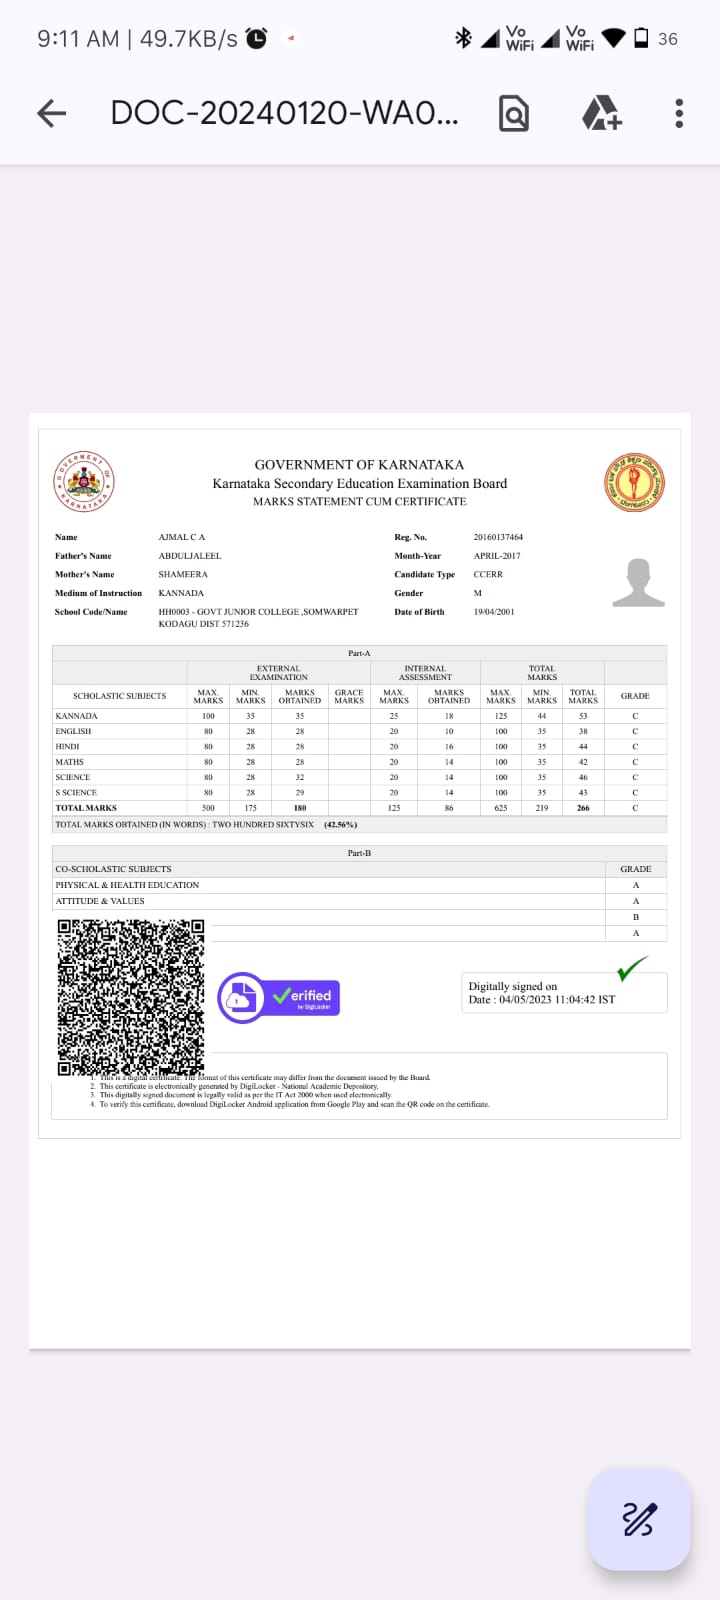 9:11 AM | 49.7KB/s
Vo WiFi Vo WiFi 36
DOC-20240120-WA0...
GOVERNMENT OF KARNATAKA
Karnataka Secondary Education Examination Board
MARKS STATEMENT CUM CERTIFICATE
Name AJMAL C A Reg. No. 20160137464
Father's Name ABDULJALEEL Month-Year APRIL-2017
Mother's Name SHAMEERA Candidate Type CCERR
Medium of Instruction KANNADA Gender M
School Code/Name HH0003 - GOVT JUNIOR COLLEGE ,SOMWARPET Date of Birth 19/04/2001
KODAGU DIST 571236
Part-A
EXTERNAL EXAMINATION INTERNAL ASSESSMENT TOTAL MARKS
SCHOLASTIC SUBJECTS MAX. MARKS MIN. MARKS MARKS OBTAINED GRACE MARKS MAX. MARKS MARKS OBTAINED MAX. MARKS MIN. MARKS TOTAL MARKS GRADE
KANNADA 100 35 35 25 18 125 44 53 C
ENGLISH 80 28 28 20 10 100 35 38 C
HINDI 80 28 28 20 16 100 35 44 C
MATHS 80 28 28 20 14 100 35 42 C
SCIENCE 80 28 32 20 14 100 35 46 C
S SCIENCE 80 28 29 20 14 100 35 43 C
TOTAL MARKS 500 175 180 125 86 625 219 266 C
TOTAL MARKS OBTAINED (IN WORDS) : TWO HUNDRED SIXTYSIX (42.56%)
Part-B
CO-SCHOLASTIC SUBJECTS GRADE
PHYSICAL & HEALTH EDUCATION A
ATTITUDE & VALUES A
B
A
erified
by DigiLocker
Digitally signed on
Date : 04/05/2023 11:04:42 IST
1. This is a digital certificate. The format of this certificate may differ from the document issued by the Board.
2. This certificate is electronically generated by DigiLocker - National Academic Depository.
3. This digitally signed document is legally valid as per the IT Act 2000 when used electronically.
4. To verify this certificate, download DigiLocker Android application from Google Play and scan the QR code on the certificate.